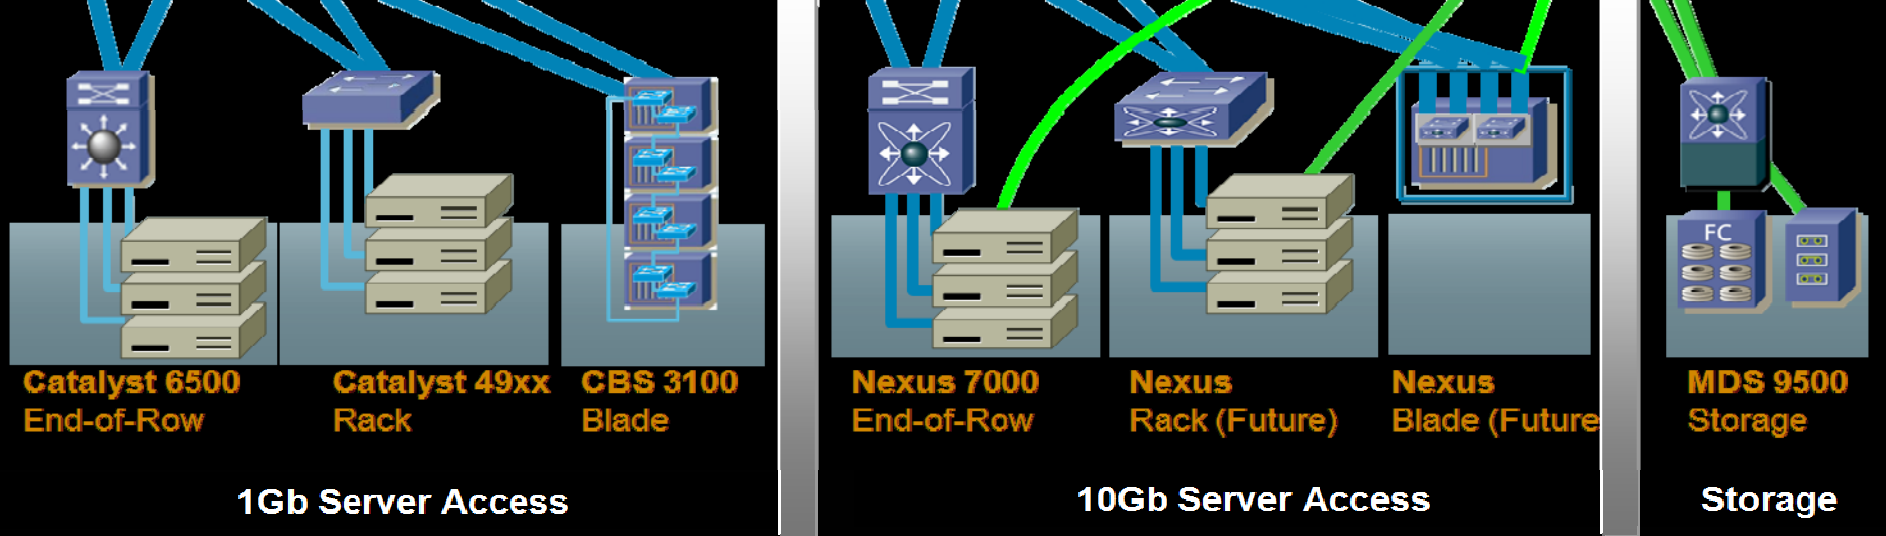 FC
Catalyst 6500
End-of-Row
Catalyst 49xx
Rack
CBS 3100
Blade
Nexus 7000
End-of-Row
Nexus
Rack (Future)
Nexus
Blade (Future
MDS 9500
Storage
1Gb Server Access
10Gb Server Access
Storage